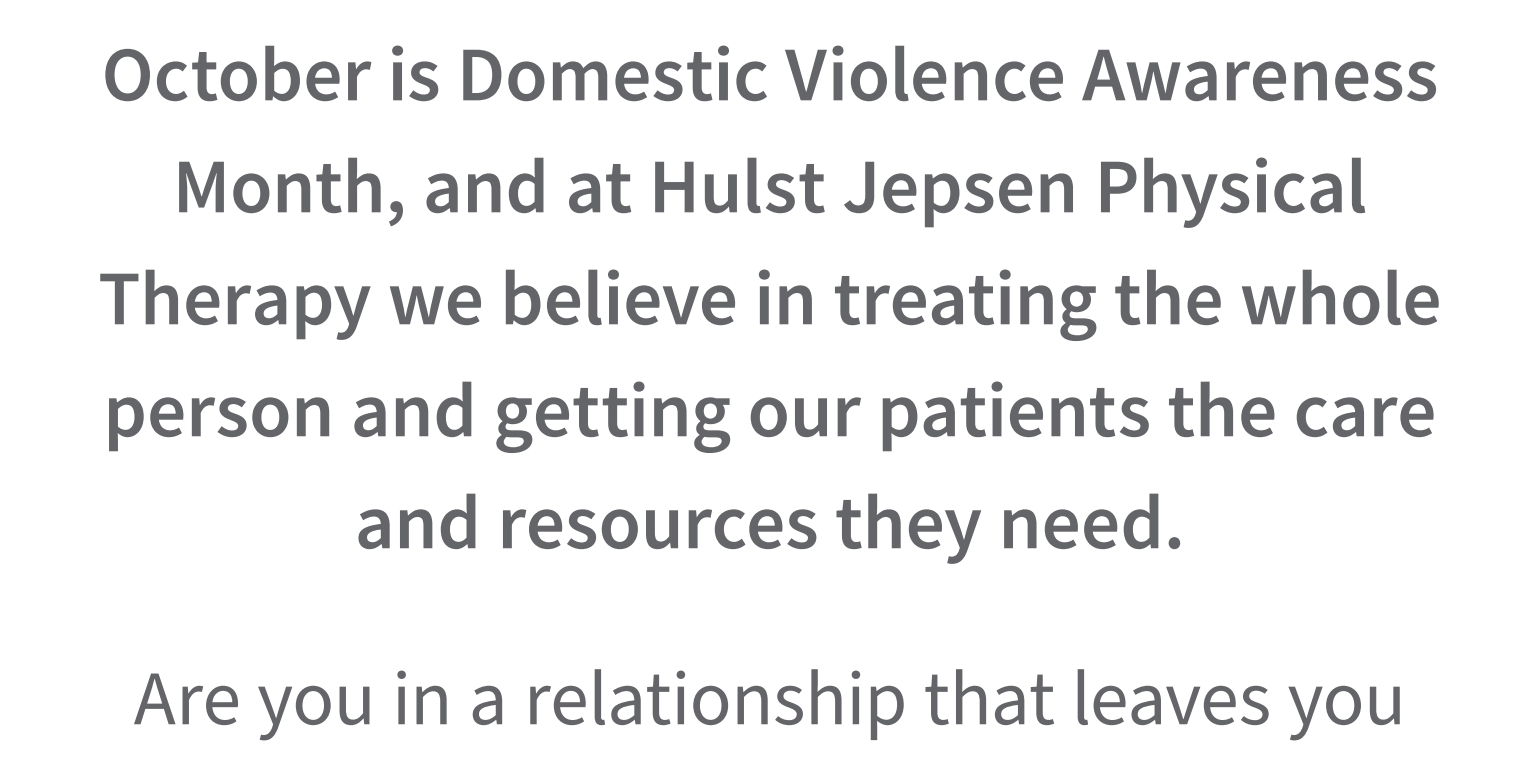 October is Domestic Violence Awareness
Month, and at Hulst Jepsen Physical
Therapy we believe in treating the whole
person and getting our patients the care
and resources they need.
Are you in a relationship that leaves you